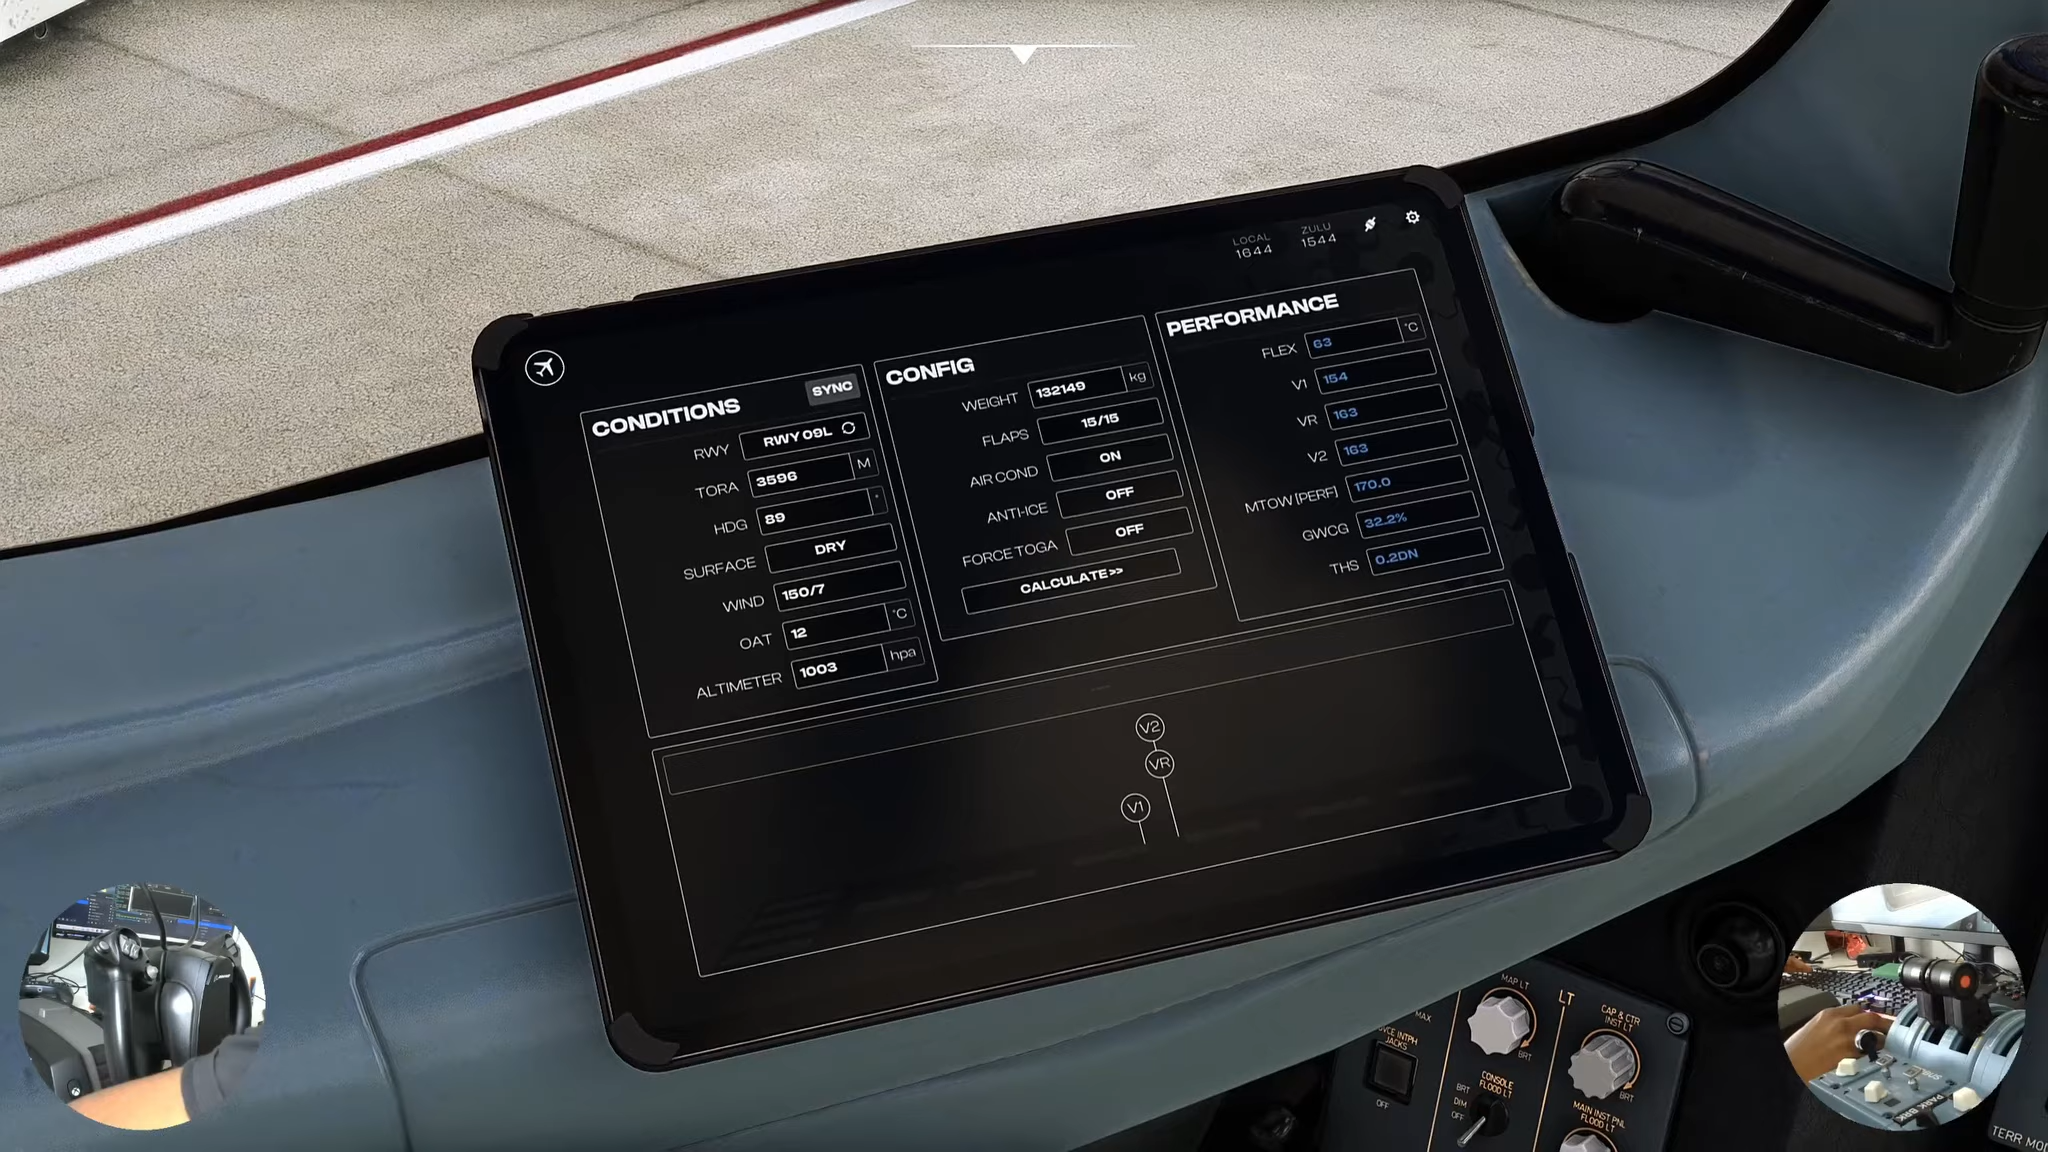 LOCAL
1644
ZULU
1544
CONDITIONS
SYNC
RWY
RWY 09L
TORA
3596
M
HDG
89
°
SURFACE
DRY
WIND
150/7
OAT
12
°C
ALTIMETER
1003
hpa
CONFIG
WEIGHT
132149
kg
FLAPS
15/15
AIR COND
ON
ANTI-ICE
OFF
FORCE TOGA
OFF
CALCULATE >>
PERFORMANCE
FLEX
63
°C
V1
154
VR
163
V2
163
MTOW [PERF]
170.0
GWCG
32.2%
THS
0.2DN
V2
VR
V1
MAP LT
MAX
BRT
LT
CAP & CTR
INST LT
BRT
INTPH
JACKS
OFF
CONSOLE
FLOOD LT
BRT
DIM
OFF
MAIN INST PNL
FLOOD LT
PARK BRK
TERR